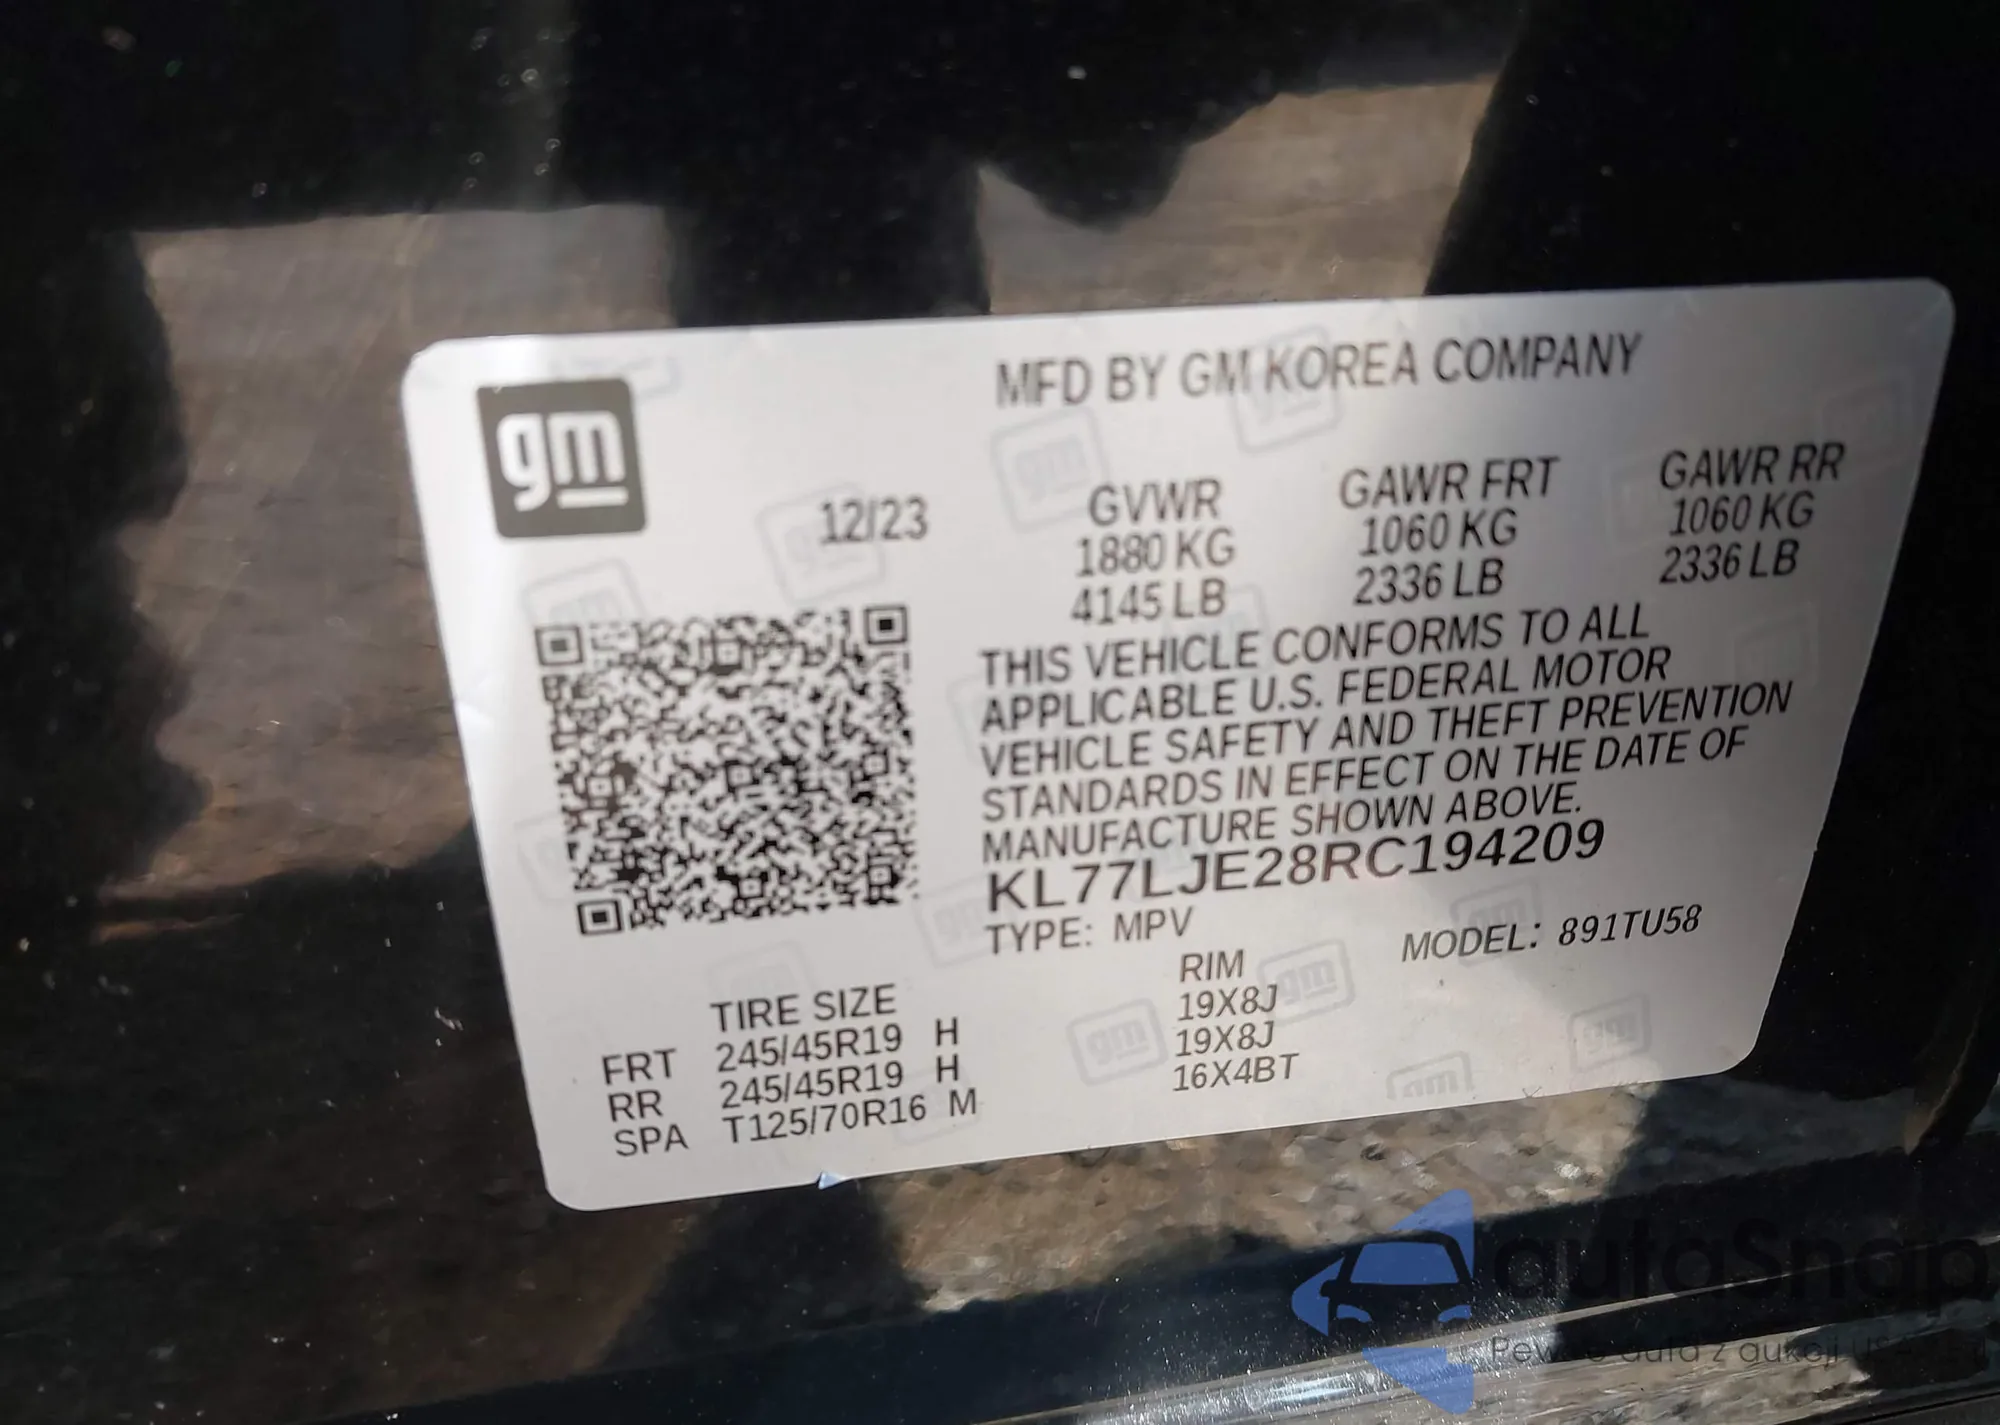 gm
MFD BY GM KOREA COMPANY
12/23
GVWR GAWR FRT GAWR RR
1880 KG 1060 KG 1060 KG
4145 LB 2336 LB 2336 LB
THIS VEHICLE CONFORMS TO ALL
APPLICABLE U.S. FEDERAL MOTOR
VEHICLE SAFETY AND THEFT PREVENTION
STANDARDS IN EFFECT ON THE DATE OF
MANUFACTURE SHOWN ABOVE.
KL77LJE28RC194209
TYPE: MPV MODEL: 891TU58
TIRE SIZE RIM
FRT 245/45R19 H 19X8J
RR 245/45R19 H 19X8J
SPA T125/70R16 M 16X4BT
autoSnap
auta z aukcji